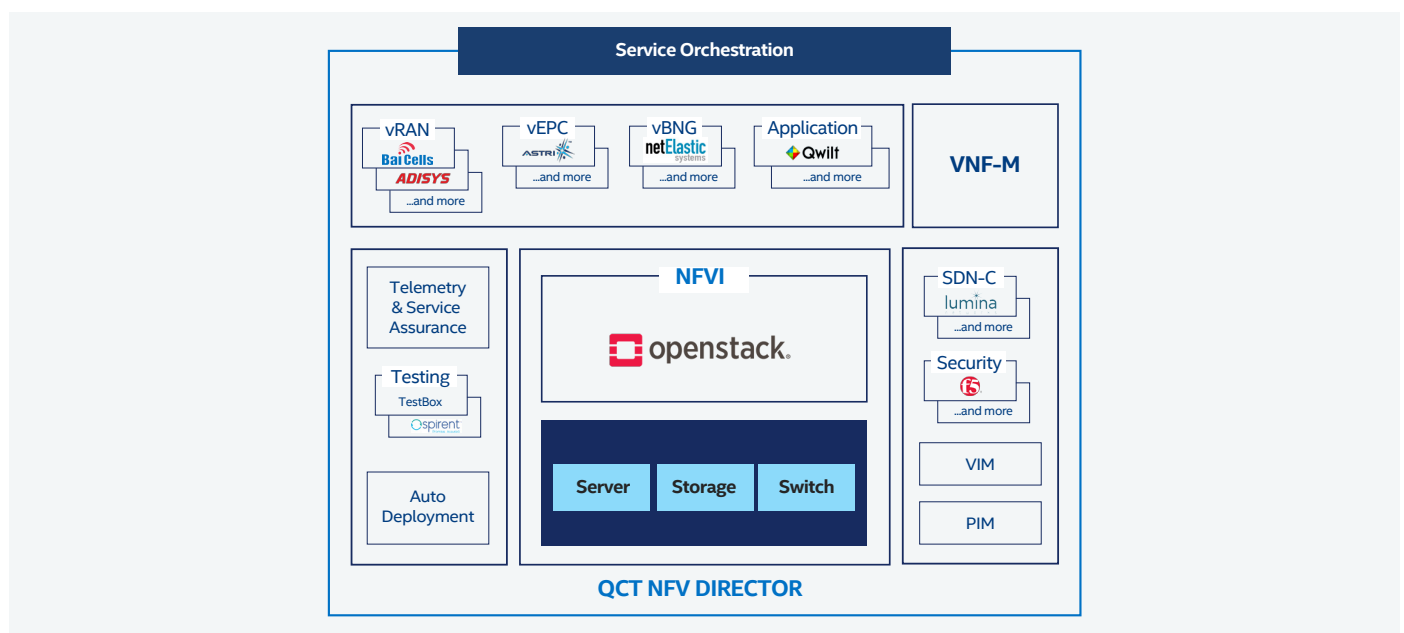 Service Orchestration
vRAN
BaiCells
ADISYS
...and more
vEPC
ASTRI
...and more
vBNG
netElastic
systems
...and more
Application
Qwilt
...and more
VNF-M
Telemetry
& Service
Assurance
Testing
TestBox
spirent
Auto
Deployment
NFVI
openstack.
Server
Storage
Switch
SDN-C
lumina
...and more
Security
f5
...and more
VIM
PIM
QCT NFV DIRECTOR